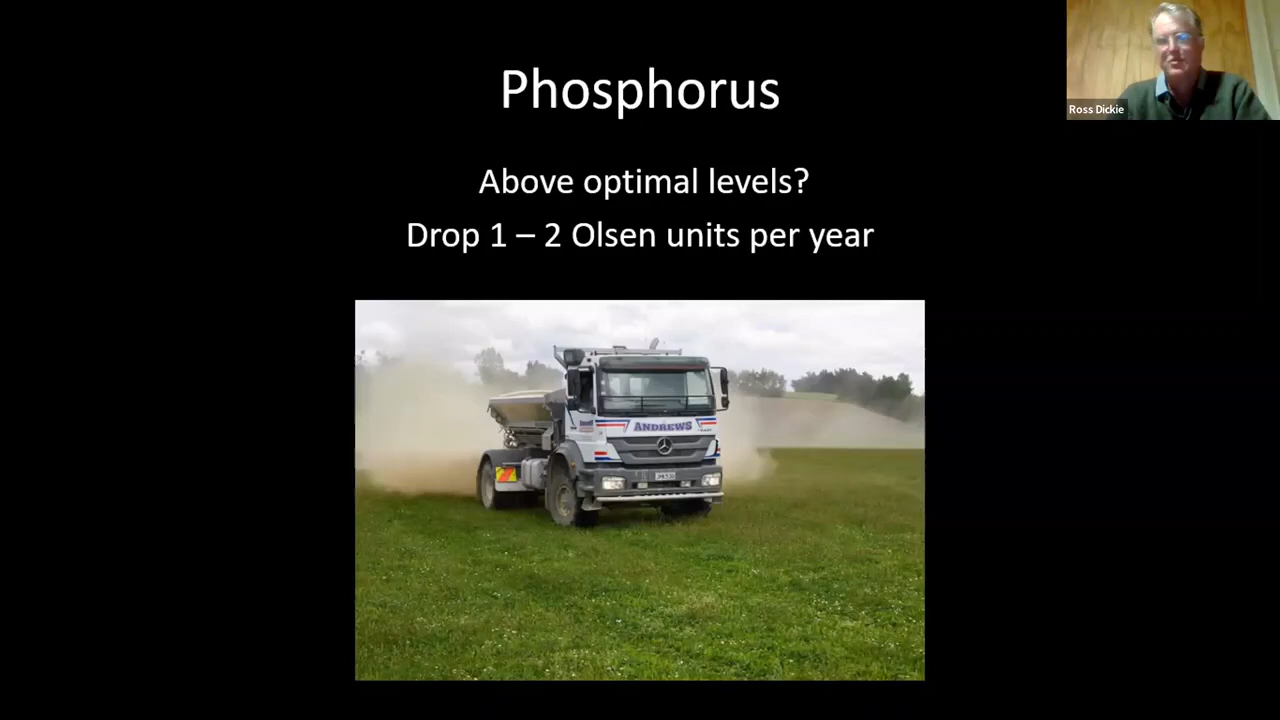 Phosphorus
Ross Dickie
Above optimal levels?
Drop 1 – 2 Olsen units per year
ANDREWS